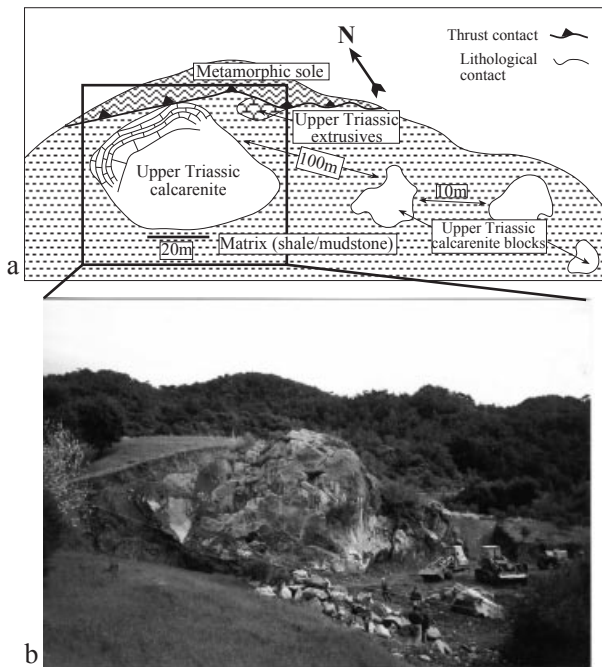 a
N
Thrust contact
Lithological
contact
Metamorphic sole
Upper Triassic
extrusives
Upper Triassic
calcarenite
100m
10m
Upper Triassic
calcarenite blocks
Matrix (shale/mudstone)
20m
b